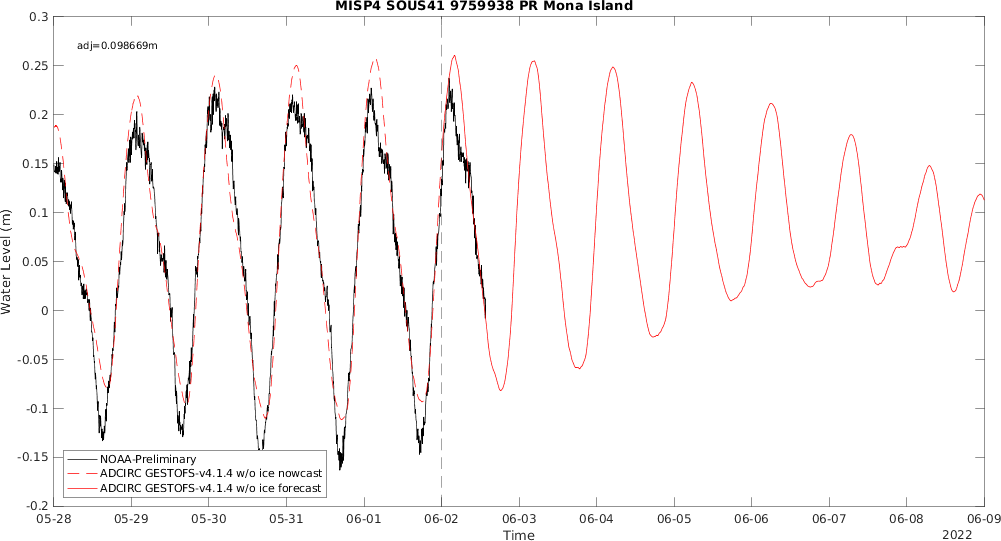 MISP4 SOUS41 9759938 PR Mona Island
adj=0.098669m
0.3
0.25
0.2
0.15
0.1
0.05
0
-0.05
-0.1
-0.15
-0.2
Water Level (m)
NOAA-Preliminary
ADCIRC GESTOFS-v4.1.4 w/o ice nowcast
ADCIRC GESTOFS-v4.1.4 w/o ice forecast
05-28 05-29 05-30 05-31 06-01 06-02 06-03 06-04 06-05 06-06 06-07 06-08 06-09
Time
2022